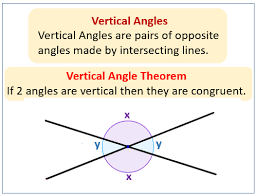 Vertical Angles
Vertical Angles are pairs of opposite
angles made by intersecting lines.
Vertical Angle Theorem
If 2 angles are vertical then they are congruent.
x
y y
x